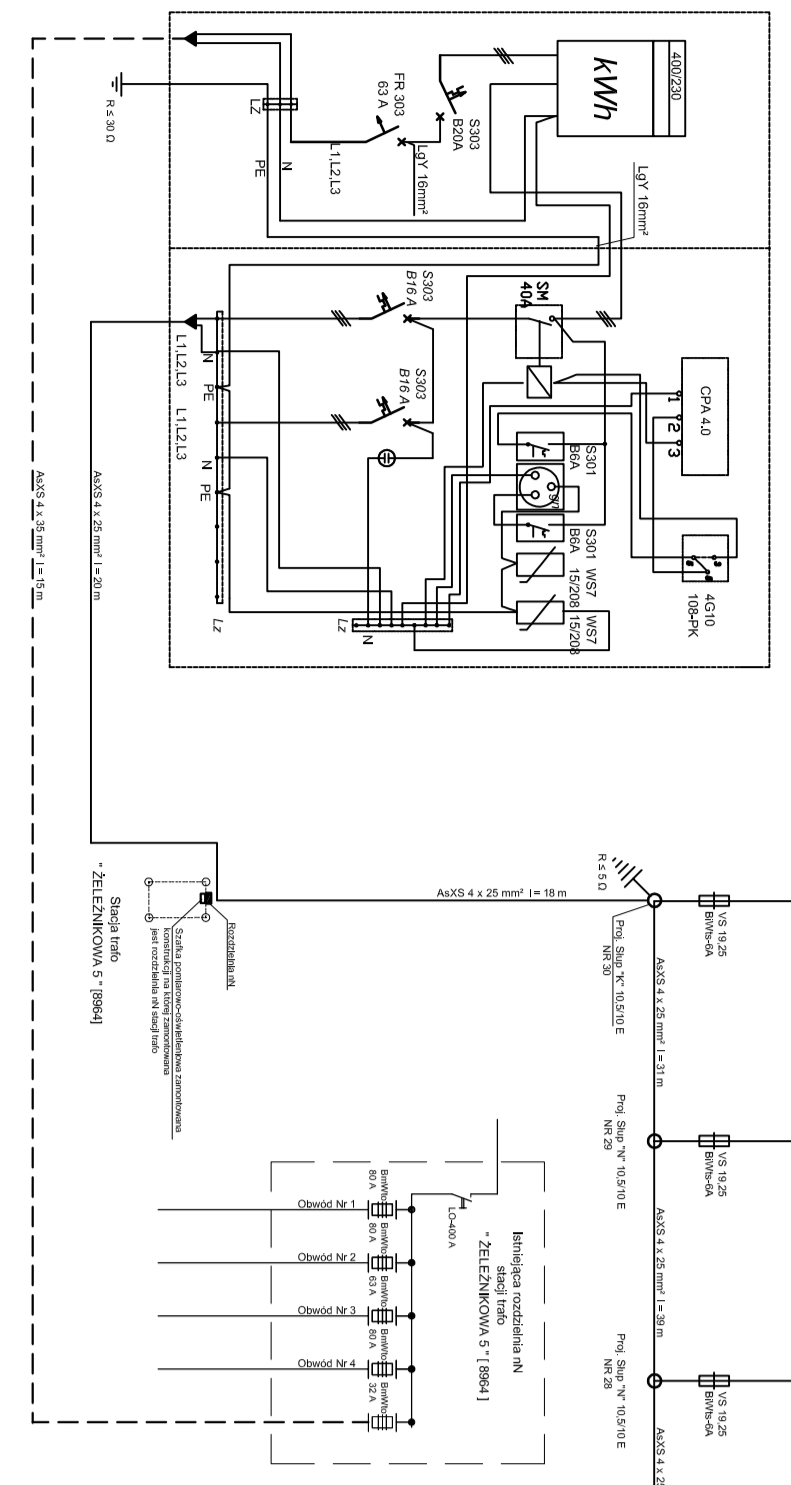 400/230
kWh
S303
B20A
FR 303
63 A
LgY 16mm²
LgY 16mm²
L1,L2,L3
N
PE
LZ
R ≤ 30 Ω
CPA 4.0
1
2
3
SM
40A
4G10
108-PK
S301
B6A
gn
S301
B6A
WS7
15/208
WS7
15/208
S303
B16 A
S303
B16 A
L1,L2,L3
N
PE
L1,L2,L3
N
PE
Lz
Lz
N
AsXS 4 x 25 mm² l = 20 m
AsXS 4 x 35 mm² l = 15 m
Rozdzielnia nN
Szafka pomiarowo-oświetleniowa zamontowana
konstrukcji na której zamontowana
jest rozdzielnia nN stacji trafo
Stacja trafo
" ŻELEŹNIKOWA 5 " [8964]
AsXS 4 x 25 mm² l = 18 m
R ≤ 5 Ω
VS 19,25
BiWts-6A
Proj. Słup "K" 10,5/10 E
NR 30
AsXS 4 x 25 mm² l = 31 m
VS 19,25
BiWts-6A
Proj. Słup "N" 10,5/10 E
NR 29
AsXS 4 x 25 mm² l = 39 m
VS 19,25
BiWts-6A
Proj. Słup "N" 10,5/10 E
NR 28
AsXS 4 x 25
Istniejąca rozdzielnia nN
stacji trafo
" ŻELEŹNIKOWA 5 " [ 8964 ]
LO-400 A
BmWto
80 A
Obwód Nr 1
BmWto
80 A
Obwód Nr 2
BmWto
63 A
Obwód Nr 3
BmWto
80 A
Obwód Nr 4
BmWto
32 A